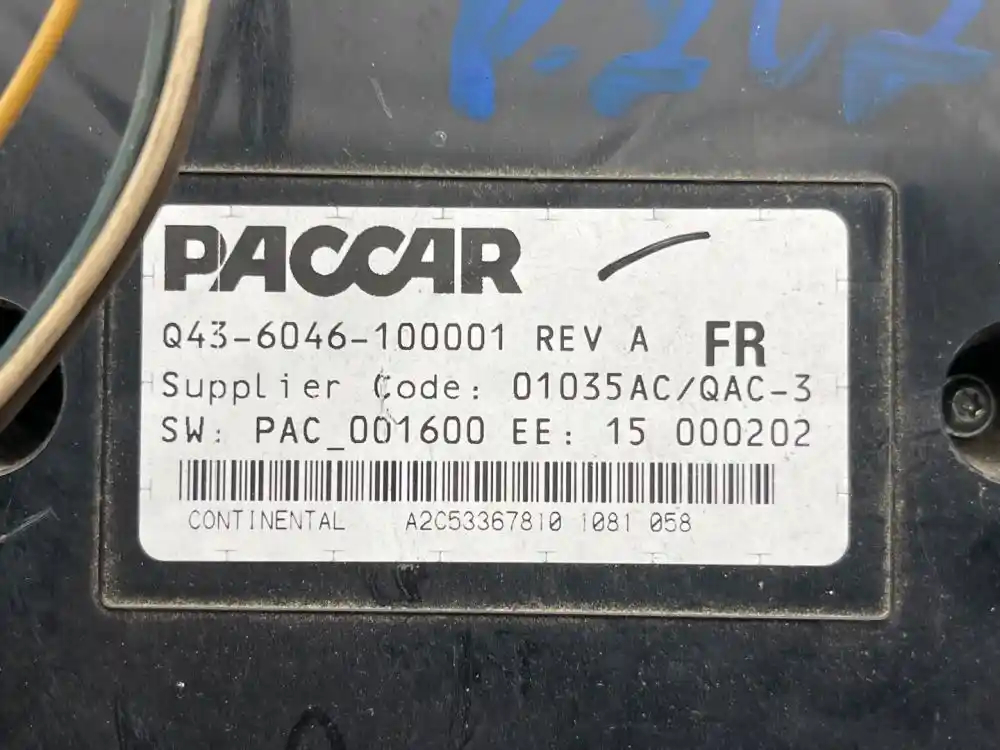 PACCAR
Q43-6046-100001 REV A FR
Supplier Code: 01035AC/QAC-3
SW: PAC_001600 EE: 15 000202
CONTINENTAL A2C53367810 1081 058